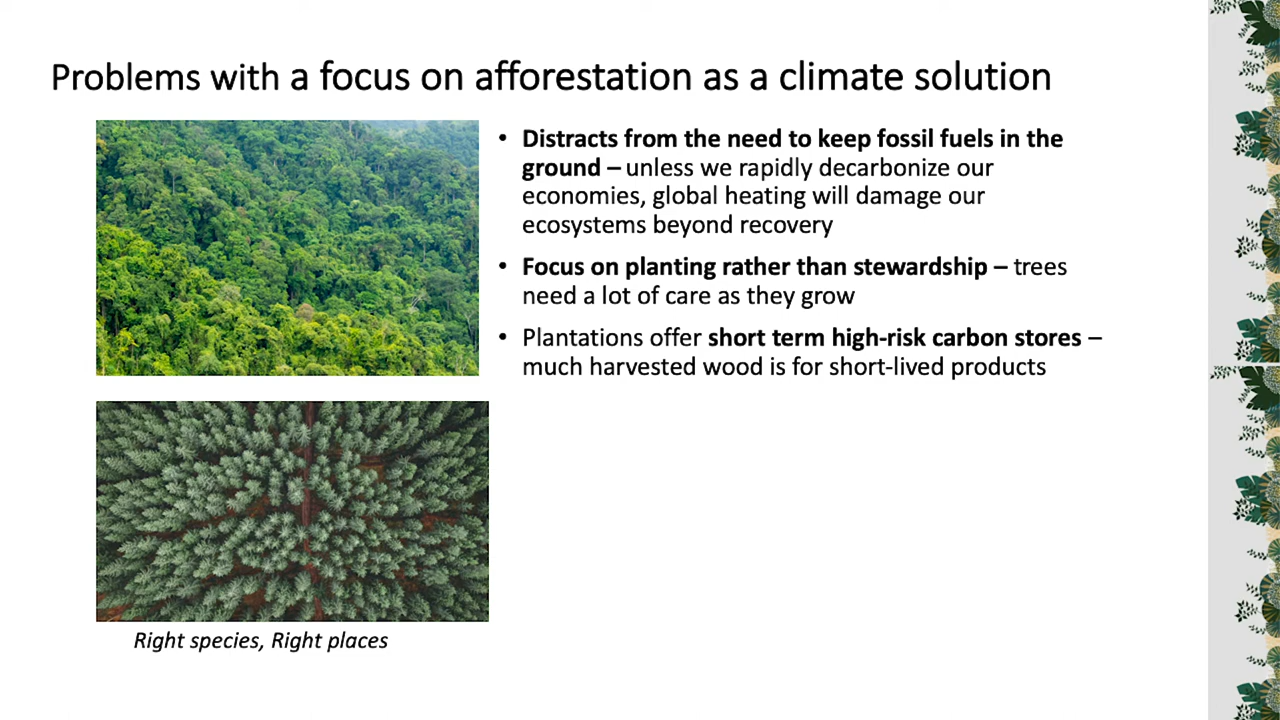 Problems with a focus on afforestation as a climate solution
• Distracts from the need to keep fossil fuels in the
ground – unless we rapidly decarbonize our
economies, global heating will damage our
ecosystems beyond recovery
• Focus on planting rather than stewardship – trees
need a lot of care as they grow
• Plantations offer short term high-risk carbon stores –
much harvested wood is for short-lived products
Right species, Right places